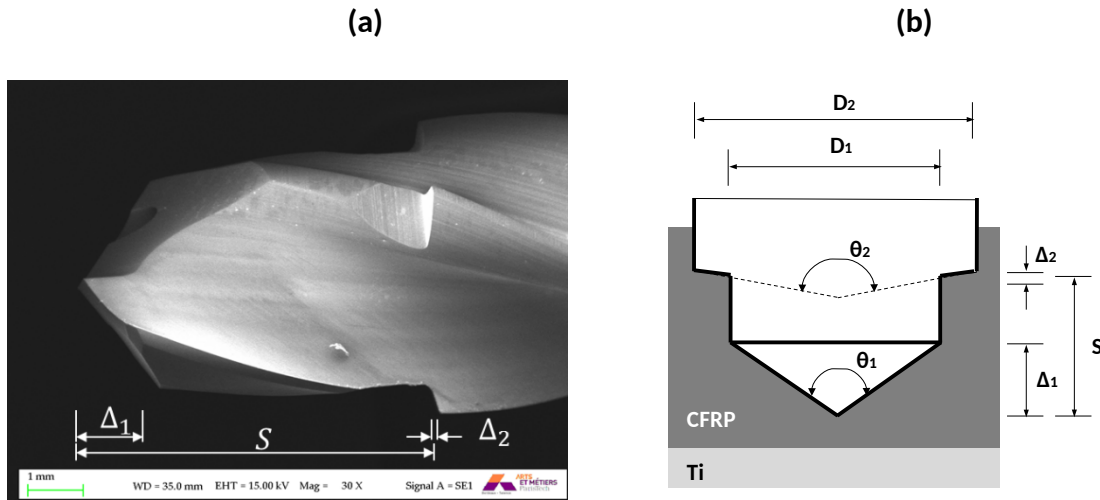 (a)
(b)
Δ₁
S
Δ₂
1 mm
WD = 35.0 mm EHT = 15.00 kV Mag = 30 X Signal A = SE1
ARTS
ET MÉTIERS
ParisTech
D₂
D₁
θ₂
Δ₂
θ₁
S
Δ₁
CFRP
Ti